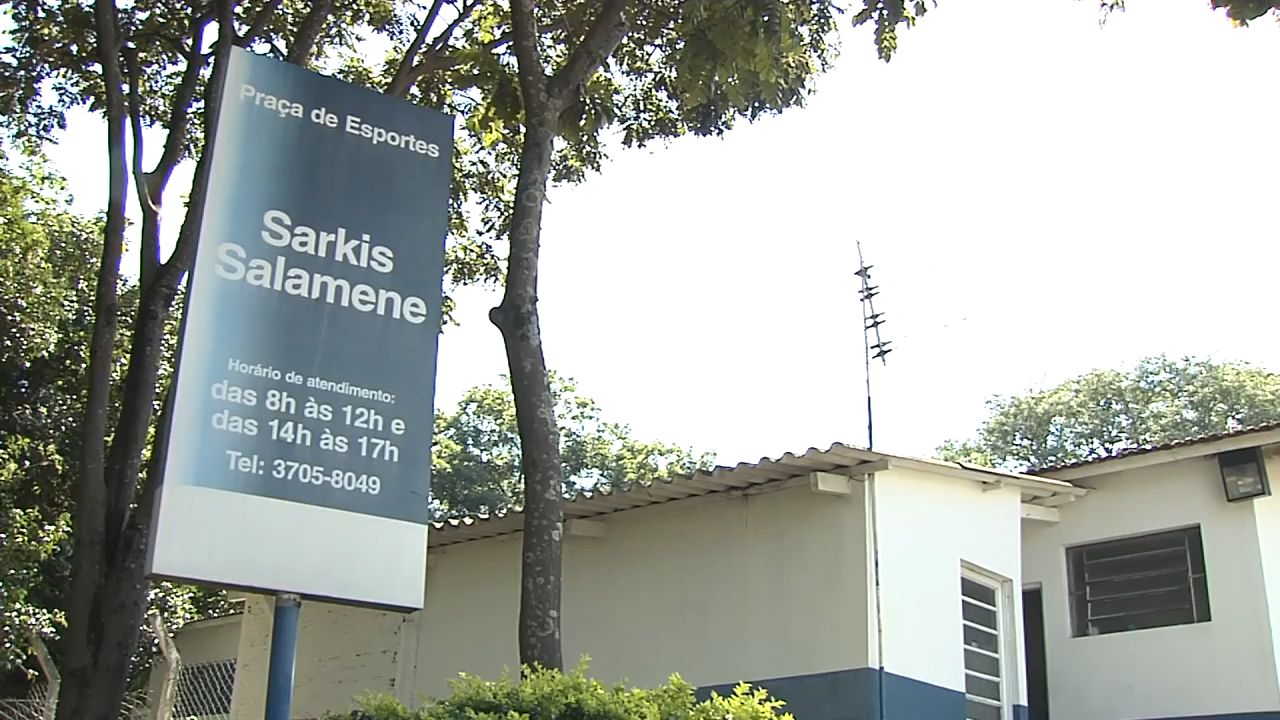 Praça de Esportes
Sarkis
Salamene
Horário de atendimento:
das 8h às 12h e
das 14h às 17h
Tel: 3705-8049